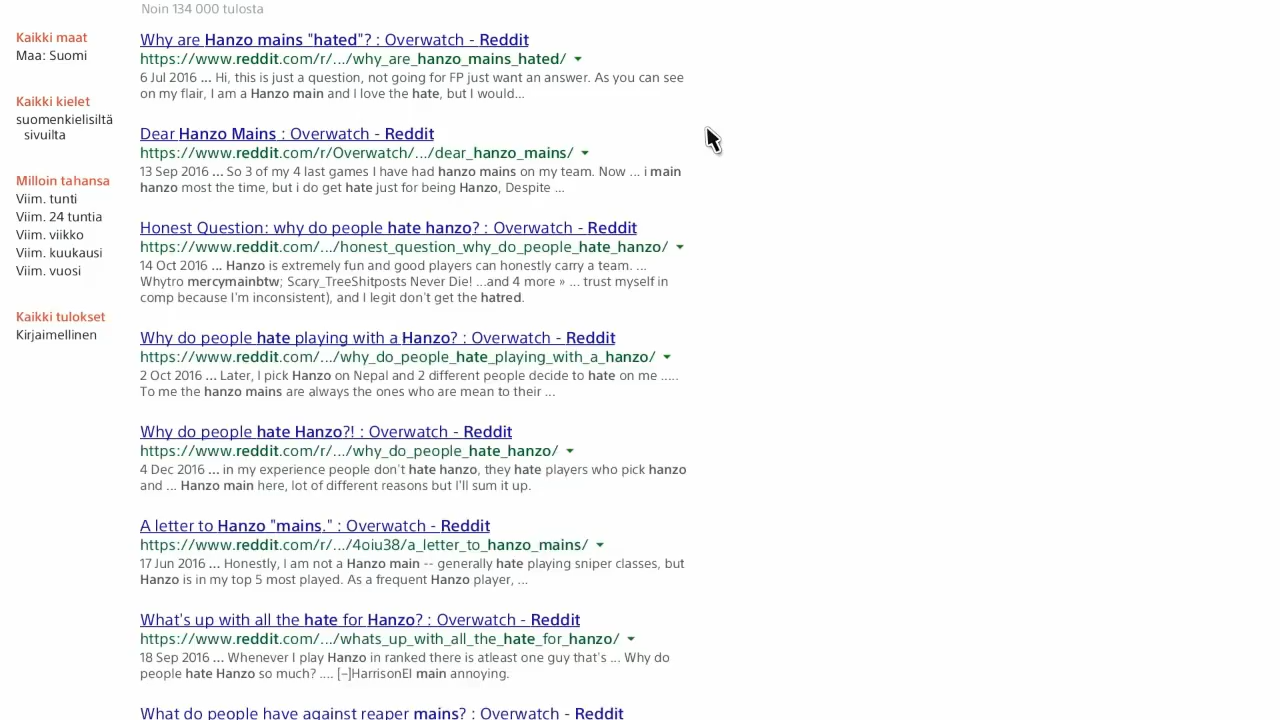 Noin 134 000 tulosta
Kaikki maat
Maa: Suomi
Kaikki kielet
suomenkielisiltä
sivuilta
Milloin tahansa
Viim. tunti
Viim. 24 tuntia
Viim. viikko
Viim. kuukausi
Viim. vuosi
Kaikki tulokset
Kirjaimellinen
Why are Hanzo mains "hated"? : Overwatch - Reddit
https://www.reddit.com/r/.../why_are_hanzo_mains_hated/
6 Jul 2016 ... Hi, this is just a question, not going for FP just want an answer. As you can see
on my flair, I am a Hanzo main and I love the hate, but I would...
Dear Hanzo Mains : Overwatch - Reddit
https://www.reddit.com/r/Overwatch/.../dear_hanzo_mains/
13 Sep 2016 ... So 3 of my 4 last games I have had hanzo mains on my team. Now ... i main
hanzo most the time, but i do get hate just for being Hanzo, Despite ...
Honest Question: why do people hate hanzo? : Overwatch - Reddit
https://www.reddit.com/.../honest_question_why_do_people_hate_hanzo/
14 Oct 2016 ... Hanzo is extremely fun and good players can honestly carry a team. ...
Whytro mercymainbtw; Scary_TreeShitposts Never Die! ...and 4 more » ... trust myself in
comp because I'm inconsistent), and I legit don't get the hatred.
Why do people hate playing with a Hanzo? : Overwatch - Reddit
https://www.reddit.com/.../why_do_people_hate_playing_with_a_hanzo/
2 Oct 2016 ... Later, I pick Hanzo on Nepal and 2 different people decide to hate on me .....
To me the hanzo mains are always the ones who are mean to their ...
Why do people hate Hanzo?! : Overwatch - Reddit
https://www.reddit.com/r/.../why_do_people_hate_hanzo/
4 Dec 2016 ... in my experience people don't hate hanzo, they hate players who pick hanzo
and ... Hanzo main here, lot of different reasons but I'll sum it up.
A letter to Hanzo "mains." : Overwatch - Reddit
https://www.reddit.com/r/.../4oiu38/a_letter_to_hanzo_mains/
17 Jun 2016 ... Honestly, I am not a Hanzo main -- generally hate playing sniper classes, but
Hanzo is in my top 5 most played. As a frequent Hanzo player, ...
What's up with all the hate for Hanzo? : Overwatch - Reddit
https://www.reddit.com/.../whats_up_with_all_the_hate_for_hanzo/
18 Sep 2016 ... Whenever I play Hanzo in ranked there is atleast one guy that's ... Why do
people hate Hanzo so much? .... [–]HarrisonEl main annoying.
What do people have against reaper mains? : Overwatch - Reddit